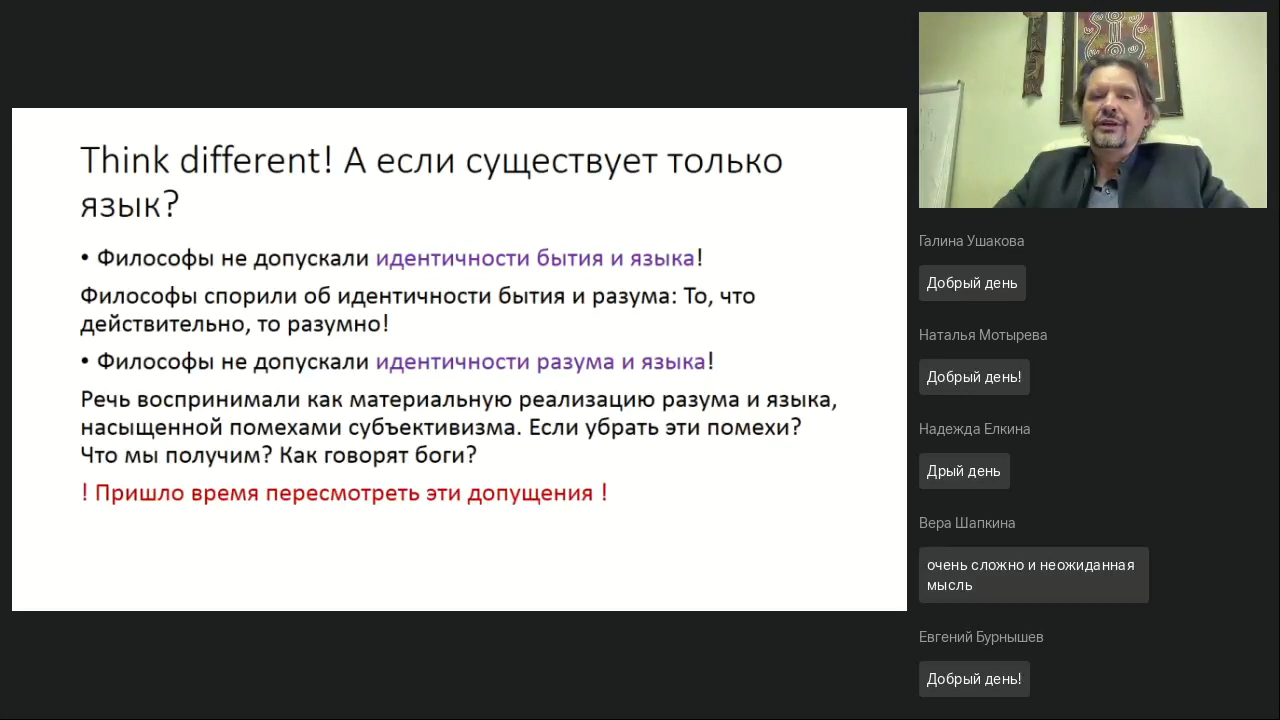 Think different! А если существует только
язык?
• Философы не допускали идентичности бытия и языка!
Философы спорили об идентичности бытия и разума: То, что
действительно, то разумно!
• Философы не допускали идентичности разума и языка!
Речь воспринимали как материальную реализацию разума и языка,
насыщенной помехами субъективизма. Если убрать эти помехи?
Что мы получим? Как говорят боги?
! Пришло время пересмотреть эти допущения !
Галина Ушакова
Добрый день
Наталья Мотырева
Добрый день!
Надежда Елкина
Дрый день
Вера Шапкина
очень сложно и неожиданная
мысль
Евгений Бурнышев
Добрый день!